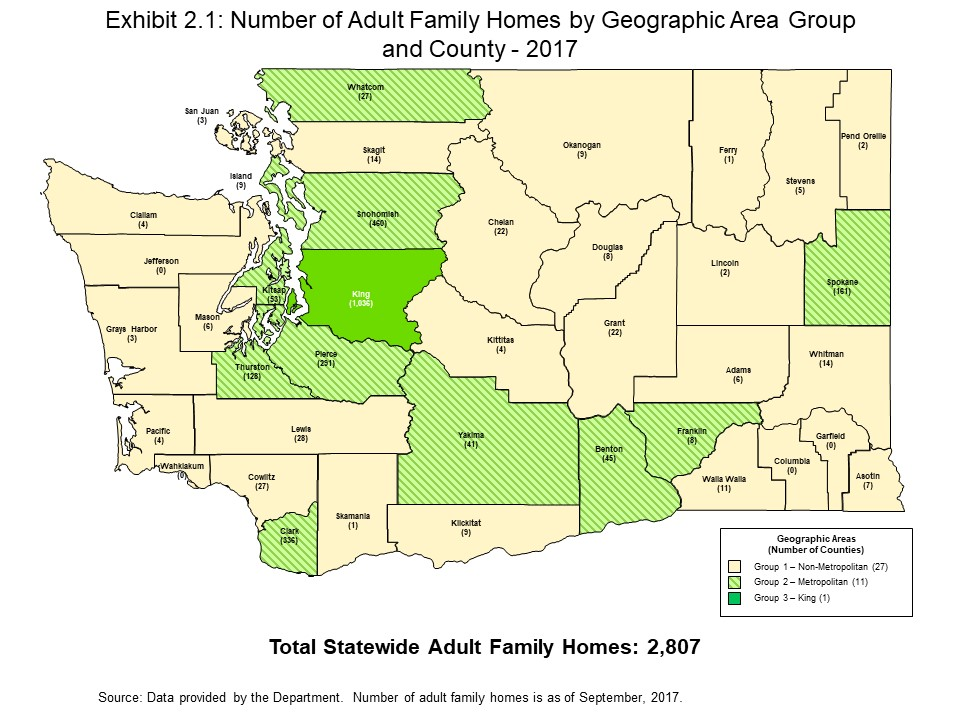 Exhibit 2.1: Number of Adult Family Homes by Geographic Area Group
and County - 2017
Whatcom
(27)
San Juan
(3)
Skagit
(14)
Okanogan
(9)
Ferry
(1)
Stevens
(5)
Pend Oreille
(2)
Island
(9)
Snohomish
(460)
Clallam
(4)
Chelan
(22)
Douglas
(8)
Jefferson
(0)
Lincoln
(2)
Spokane
(161)
Kitsap
(53)
King
(1,036)
Mason
(6)
Grays Harbor
(3)
Grant
(22)
Kittitas
(4)
Pierce
(291)
Thurston
(128)
Adams
(6)
Whitman
(14)
Pacific
(4)
Lewis
(28)
Yakima
(41)
Benton
(45)
Franklin
(8)
Garfield
(0)
Columbia
(0)
Wahkiakum
(0)
Cowlitz
(27)
Walla Walla
(11)
Asotin
(7)
Skamania
(1)
Klickitat
(9)
Clark
(336)
Geographic Areas
(Number of Counties)
Group 1 – Non-Metropolitan (27)
Group 2 – Metropolitan (11)
Group 3 – King (1)
Total Statewide Adult Family Homes: 2,807
Source: Data provided by the Department. Number of adult family homes is as of September, 2017.